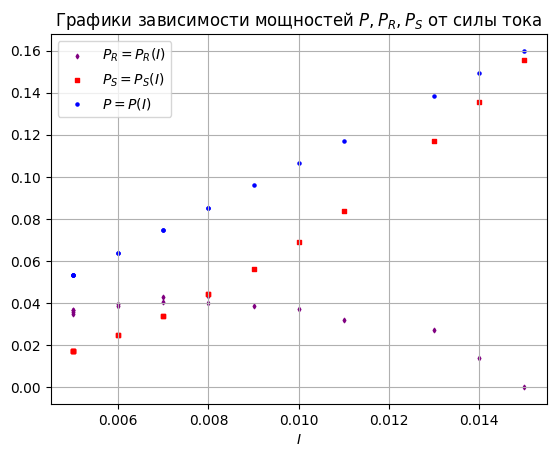 Графики зависимости мощностей P, P_R, P_S от силы тока
P_R = P_R(I)
P_S = P_S(I)
P = P(I)
0.16
0.14
0.12
0.10
0.08
0.06
0.04
0.02
0.00
0.006 0.008 0.010 0.012 0.014
I